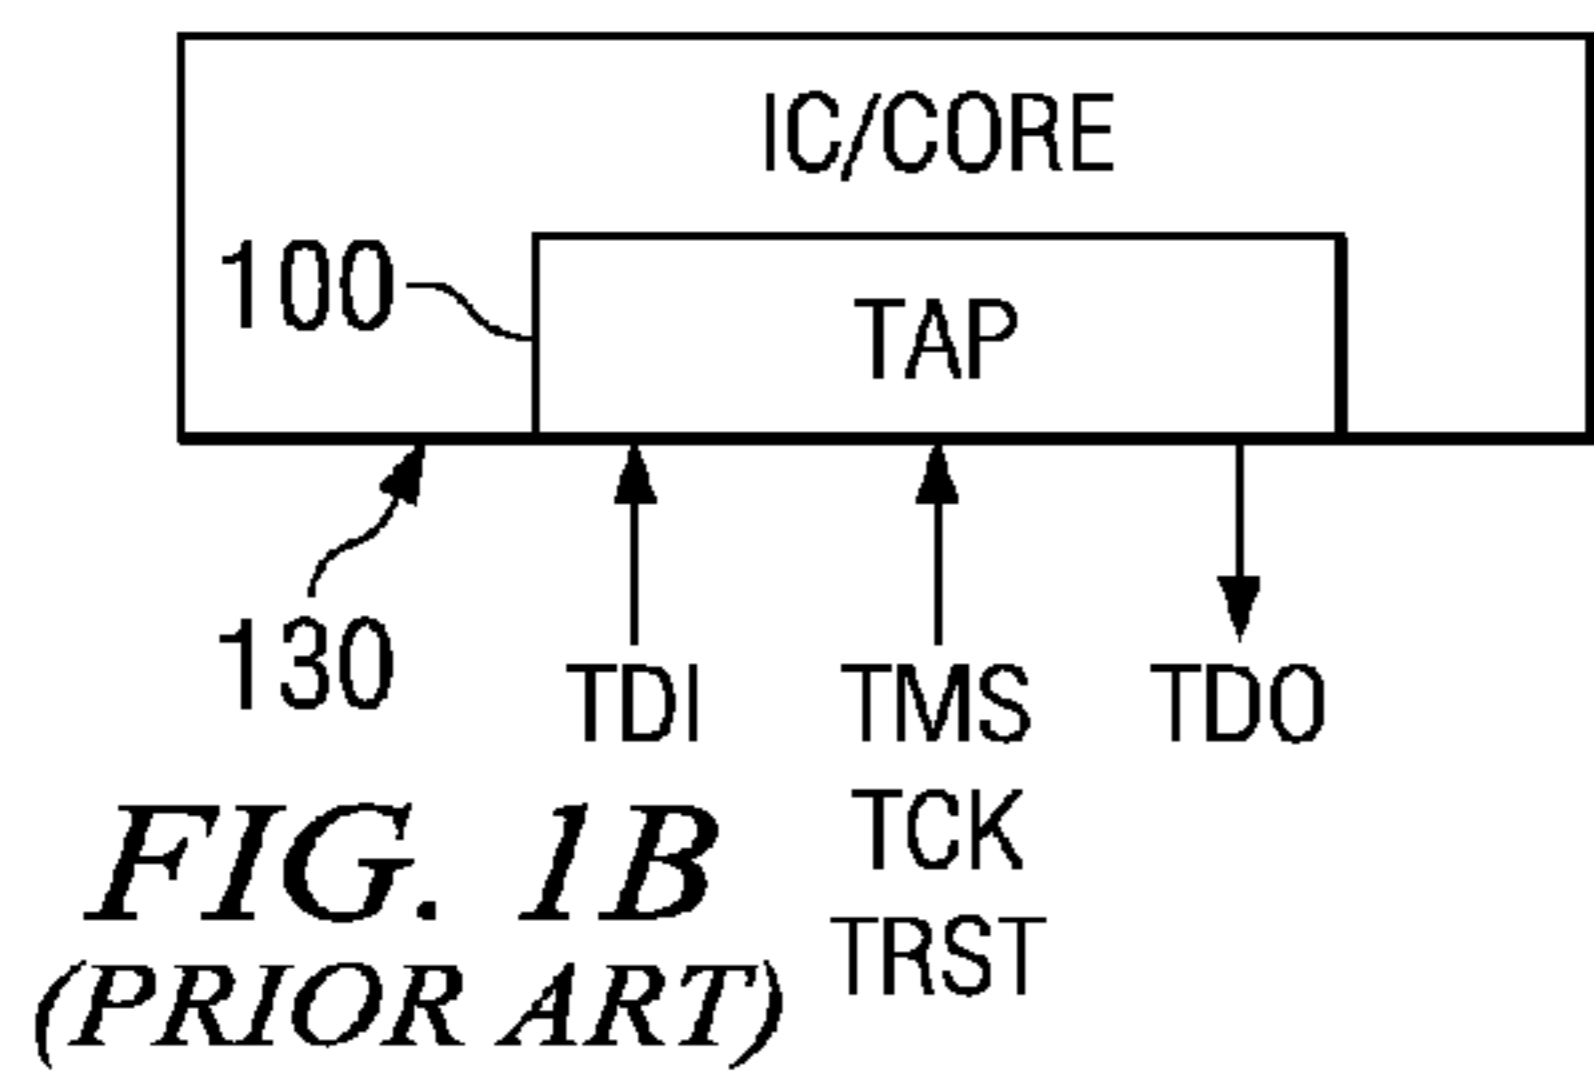 IC/CORE
100
TAP
130
TDI
TMS
TDO
TCK
TRST
FIG. 1B
(PRIOR ART)